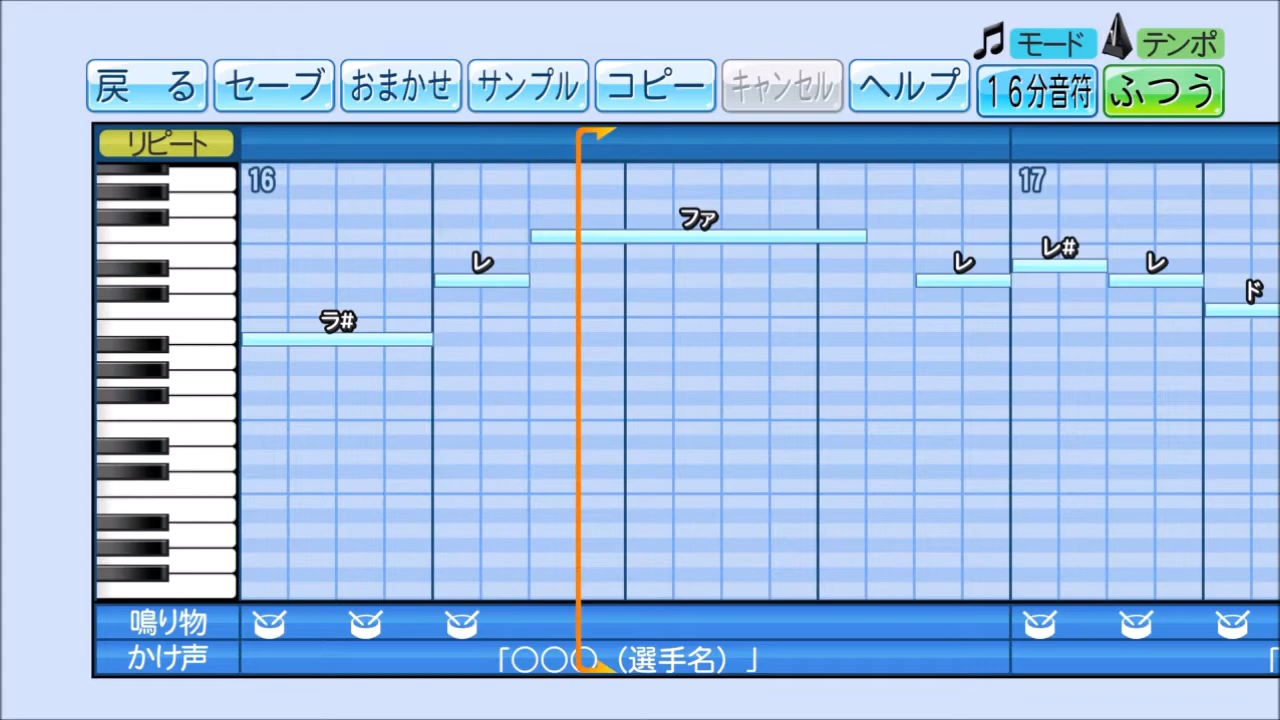 モード テンポ
戻る セーブ おまかせ サンプル コピー キャンセル ヘルプ 16分音符 ふつう
リピート
16 17
ファ
レ レ レ# レ
ド
ラ#
鳴り物
かけ声 「○○○（選手名）」 「